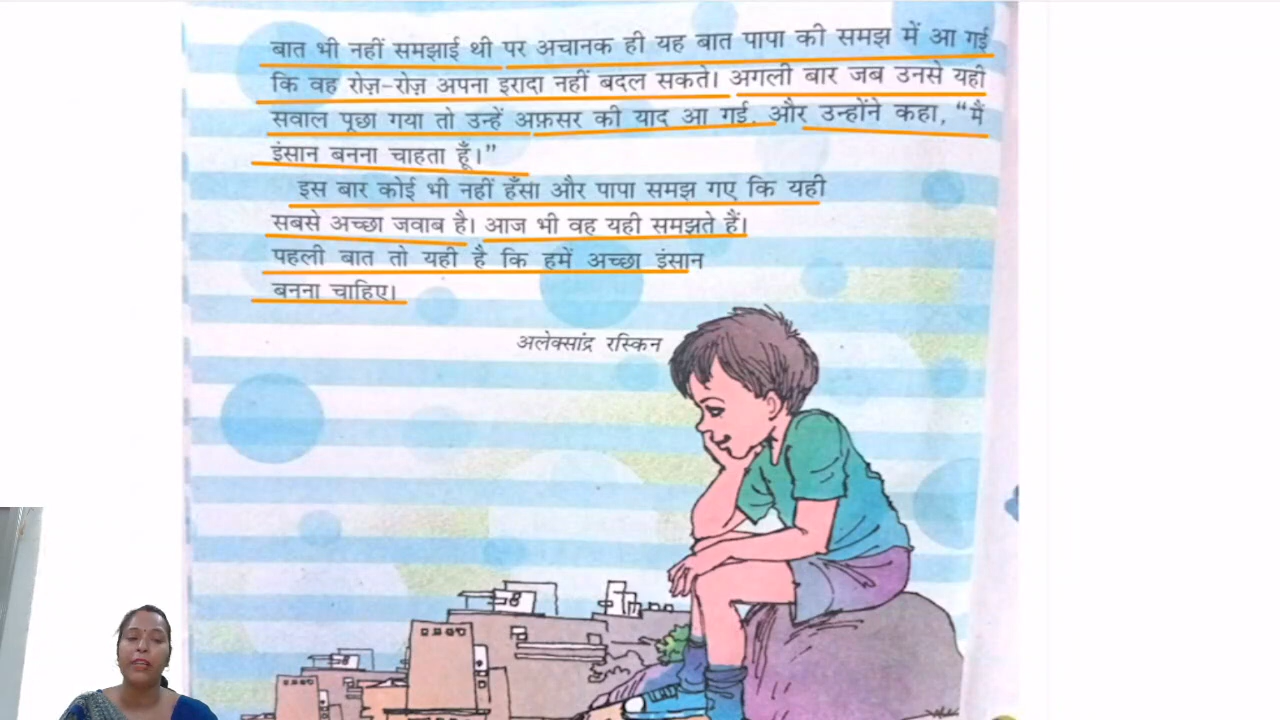 बात भी नहीं समझाई थी पर अचानक ही यह बात पापा की समझ में आ गई
कि वह रोज़-रोज़ अपना इरादा नहीं बदल सकते। अगली बार जब उनसे यही
सवाल पूछा गया तो उन्हें अफ़सर की याद आ गई, और उन्होंने कहा, “मैं
इंसान बनना चाहता हूँ।”
इस बार कोई भी नहीं हँसा और पापा समझ गए कि यही
सबसे अच्छा जवाब है। आज भी वह यही समझते हैं।
पहली बात तो यही है कि हमें अच्छा इंसान
बनना चाहिए।
अलेक्सांद्र रस्किन